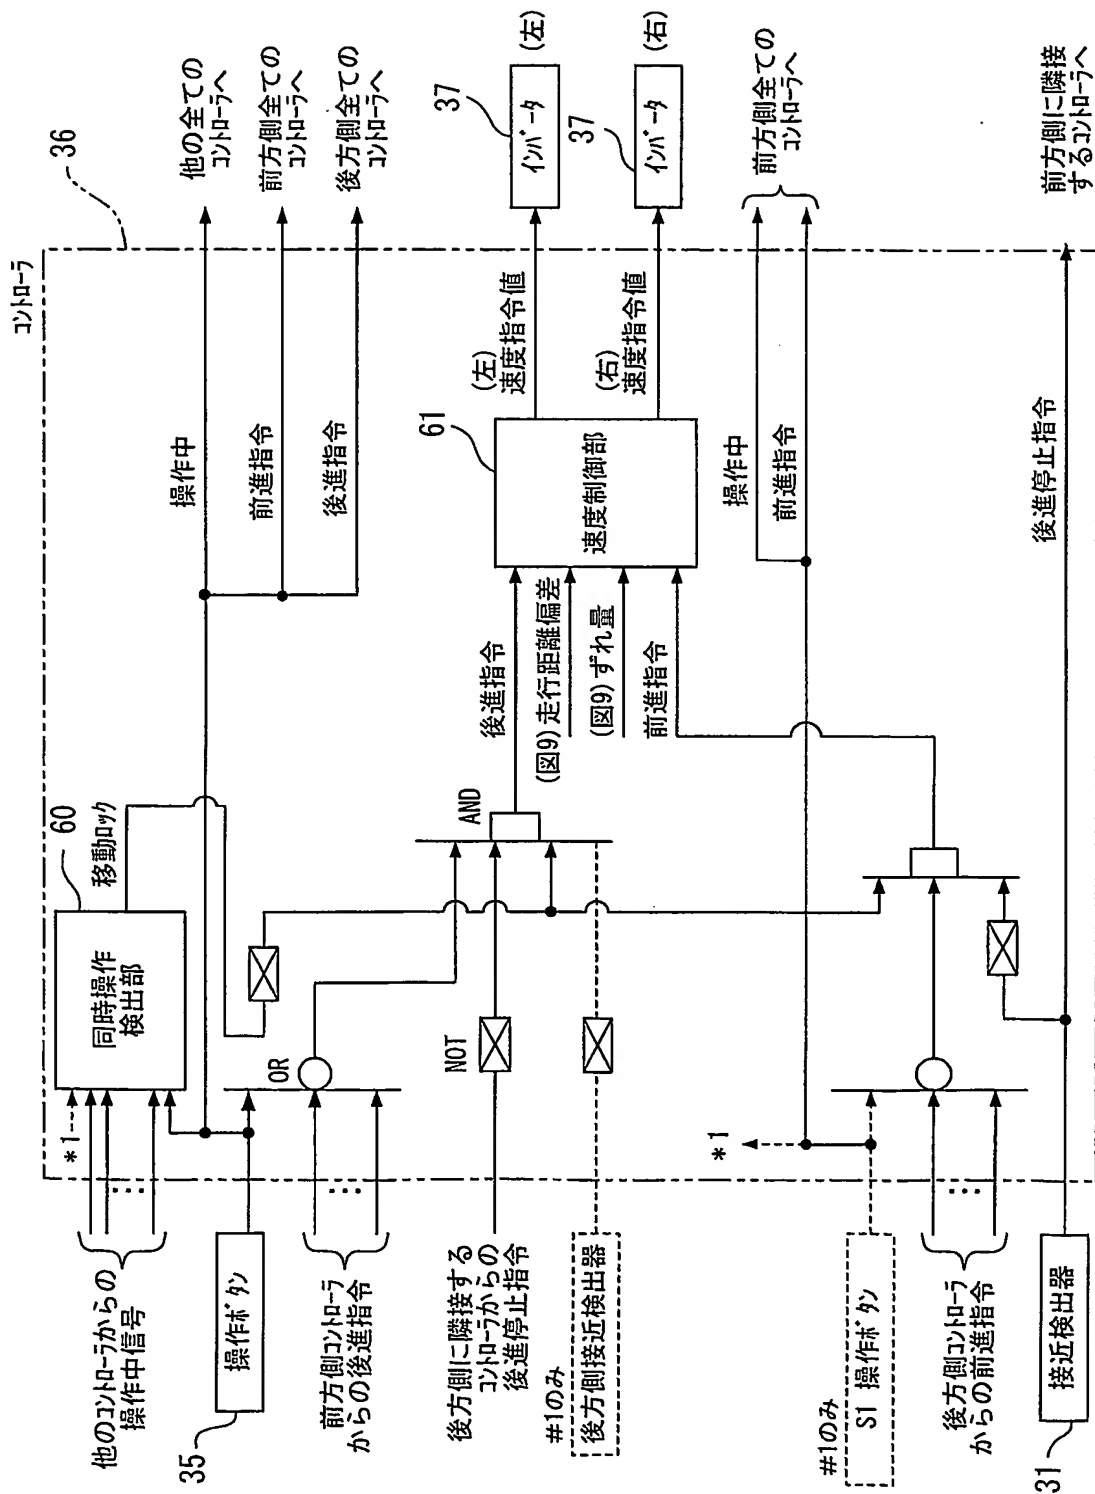 コントローラ
36
他のコントローラからの
操作中信号
*1
同時操作
検出部
60
移動ロック
操作中
他の全ての
コントローラへ
前進指令
前方側全ての
コントローラへ
後進指令
後方側全ての
コントローラへ
操作ボタン
35
OR
前方側コントローラ
からの後進指令
後方側に隣接する
コントローラからの
後進停止指令
NOT
AND
#1のみ
後方側接近検出器
後進指令
(図9)走行距離偏差
(図9)ずれ量
前進指令
速度制御部
61
(左)
速度指令値
(右)
速度指令値
インバータ
37
(左)
インバータ
37
(右)
*1
#1のみ
S1 操作ボタン
操作中
前進指令
前方側全ての
コントローラへ
後方側コントローラ
からの前進指令
接近検出器
31
後進停止指令
前方側に隣接
するコントローラへ